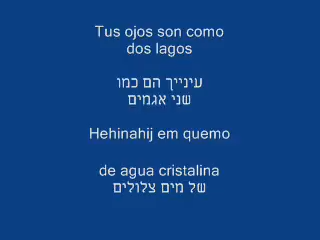 Tus ojos son como
dos lagos
עינייך הם כמו
שני אגמים
Hehinahij em quemo
de agua cristalina
של מים צלולים